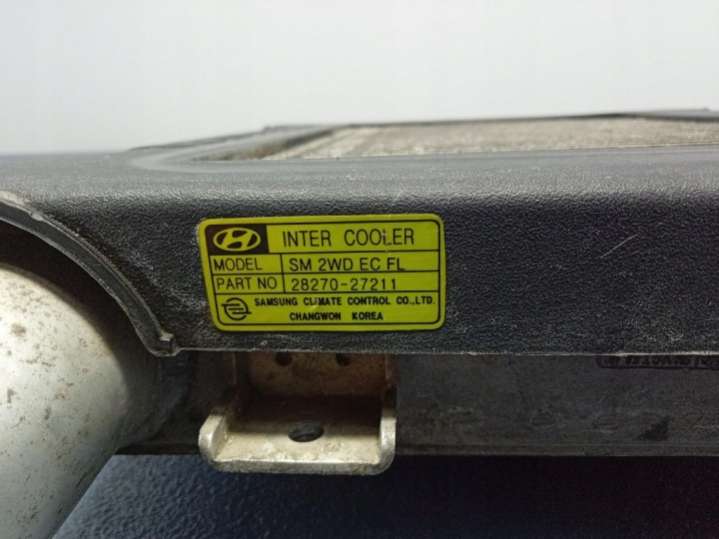 INTER COOLER
MODEL SM 2WD EC FL
PART NO 28270-27211
SAMSUNG CLIMATE CONTROL CO.,LTD.
CHANGWON KOREA